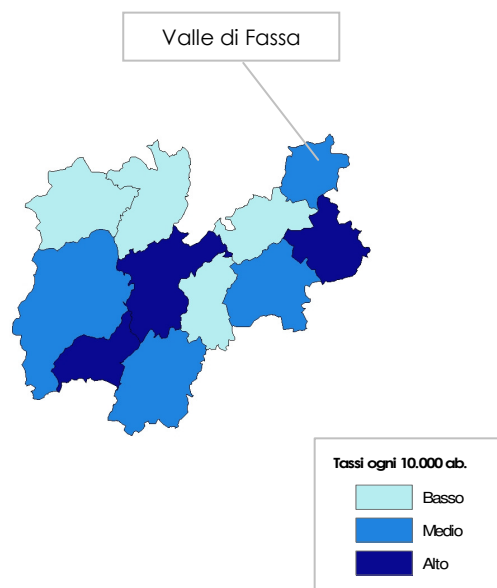 Valle di Fassa
Tassi ogni 10.000 ab.
Basso
Medio
Alto